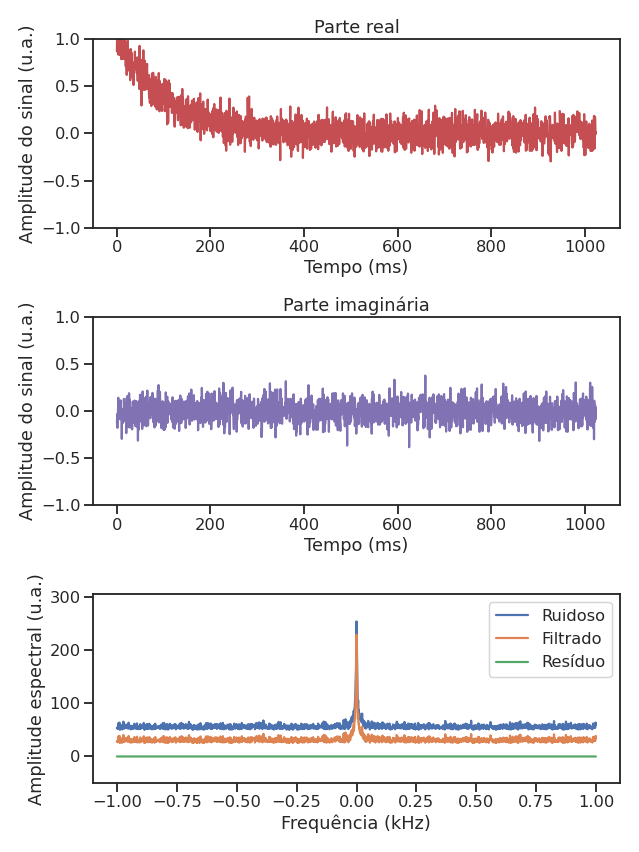 Parte real
Amplitude do sinal (u.a.)
1.0
0.5
0.0
−0.5
−1.0
0 200 400 600 800 1000
Tempo (ms)
Parte imaginária
Amplitude do sinal (u.a.)
1.0
0.5
0.0
−0.5
−1.0
0 200 400 600 800 1000
Tempo (ms)
Amplitude espectral (u.a.)
300
200
100
0
Ruidoso
Filtrado
Resíduo
−1.00 −0.75 −0.50 −0.25 0.00 0.25 0.50 0.75 1.00
Frequência (kHz)